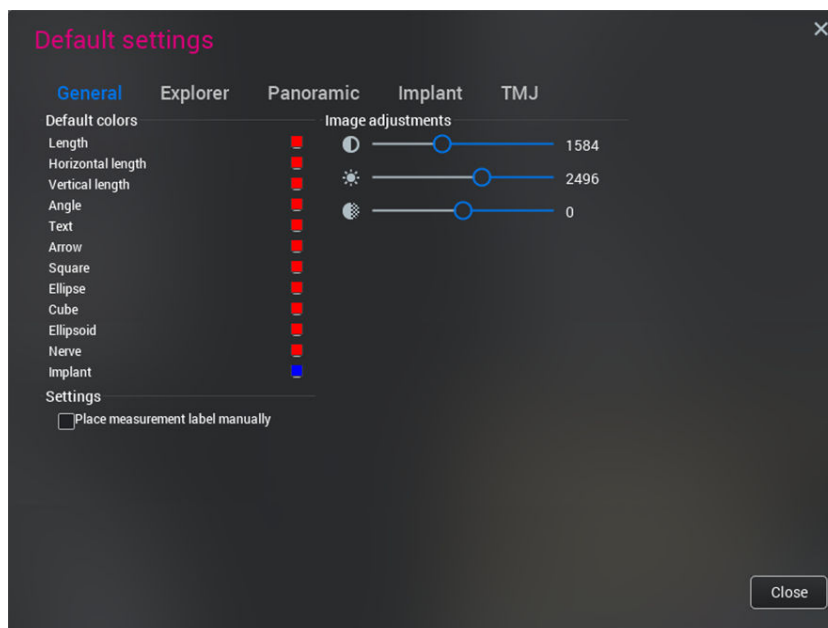 Default settings
General Explorer Panoramic Implant TMJ
Default colors
Length
Horizontal length
Vertical length
Angle
Text
Arrow
Square
Ellipse
Cube
Ellipsoid
Nerve
Implant
Settings
Place measurement label manually
Image adjustments
1584
2496
0
Close